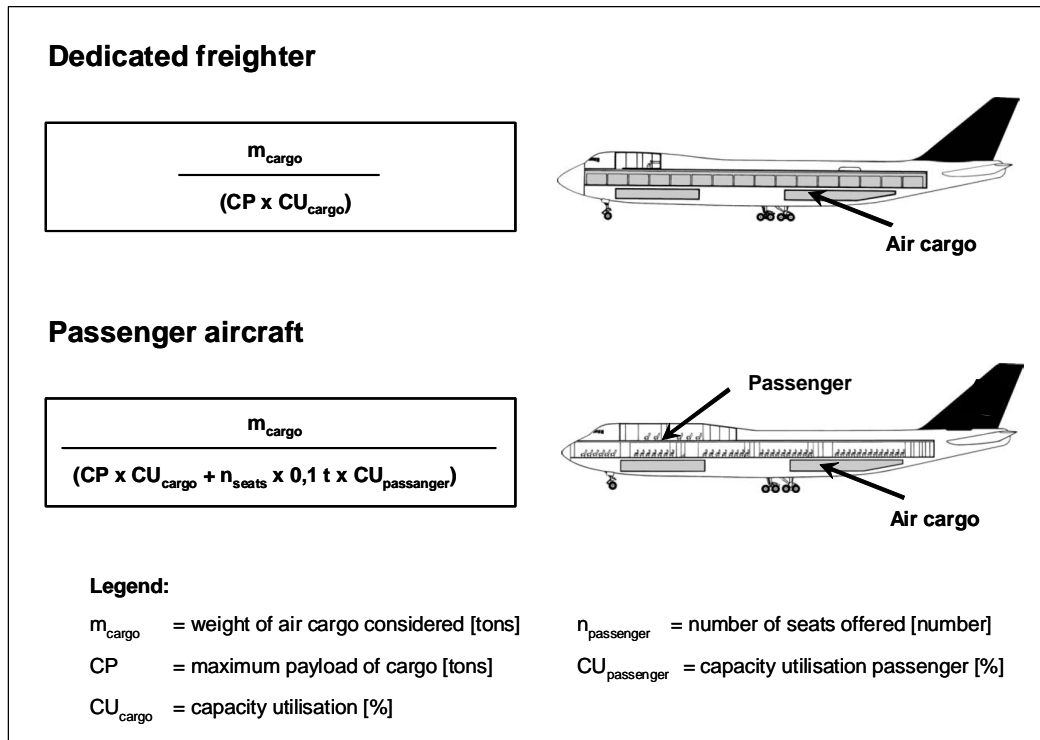 Dedicated freighter
m_cargo
(CP x CU_cargo)
Air cargo
Passenger aircraft
m_cargo
(CP x CU_cargo + n_seats x 0,1 t x CU_passanger)
Passenger
Air cargo
Legend:
m_cargo = weight of air cargo considered [tons]
n_passenger = number of seats offered [number]
CP = maximum payload of cargo [tons]
CU_passenger = capacity utilisation passenger [%]
CU_cargo = capacity utilisation [%]